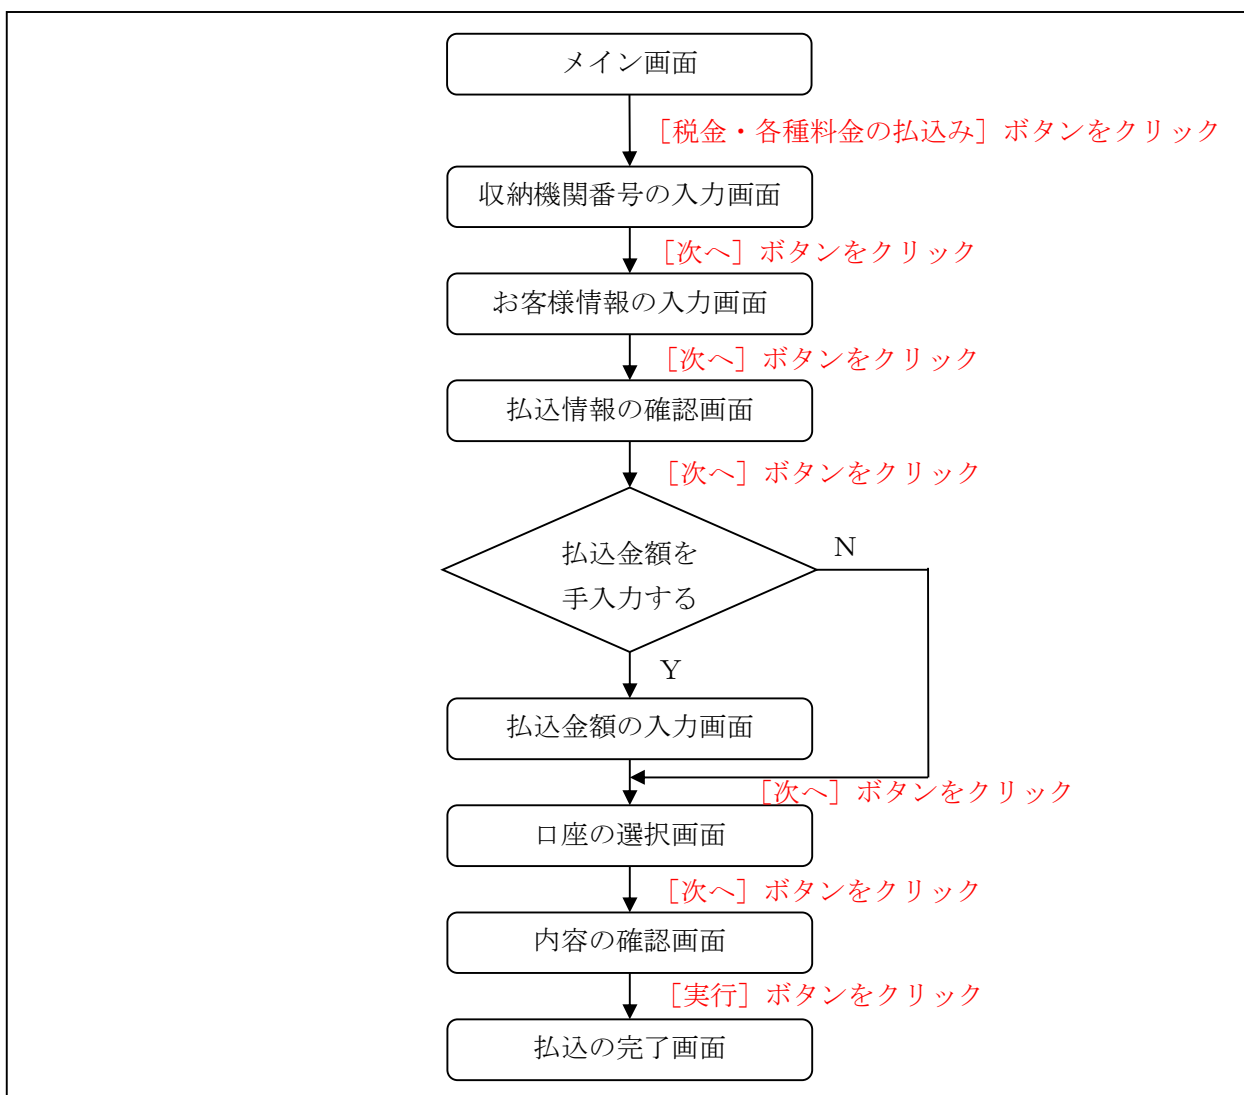 メイン画面
［税金・各種料金の払込み］ボタンをクリック
収納機関番号の入力画面
［次へ］ボタンをクリック
お客様情報の入力画面
［次へ］ボタンをクリック
払込情報の確認画面
［次へ］ボタンをクリック
払込金額を
手入力する
N
Y
払込金額の入力画面
［次へ］ボタンをクリック
口座の選択画面
［次へ］ボタンをクリック
内容の確認画面
［実行］ボタンをクリック
払込の完了画面